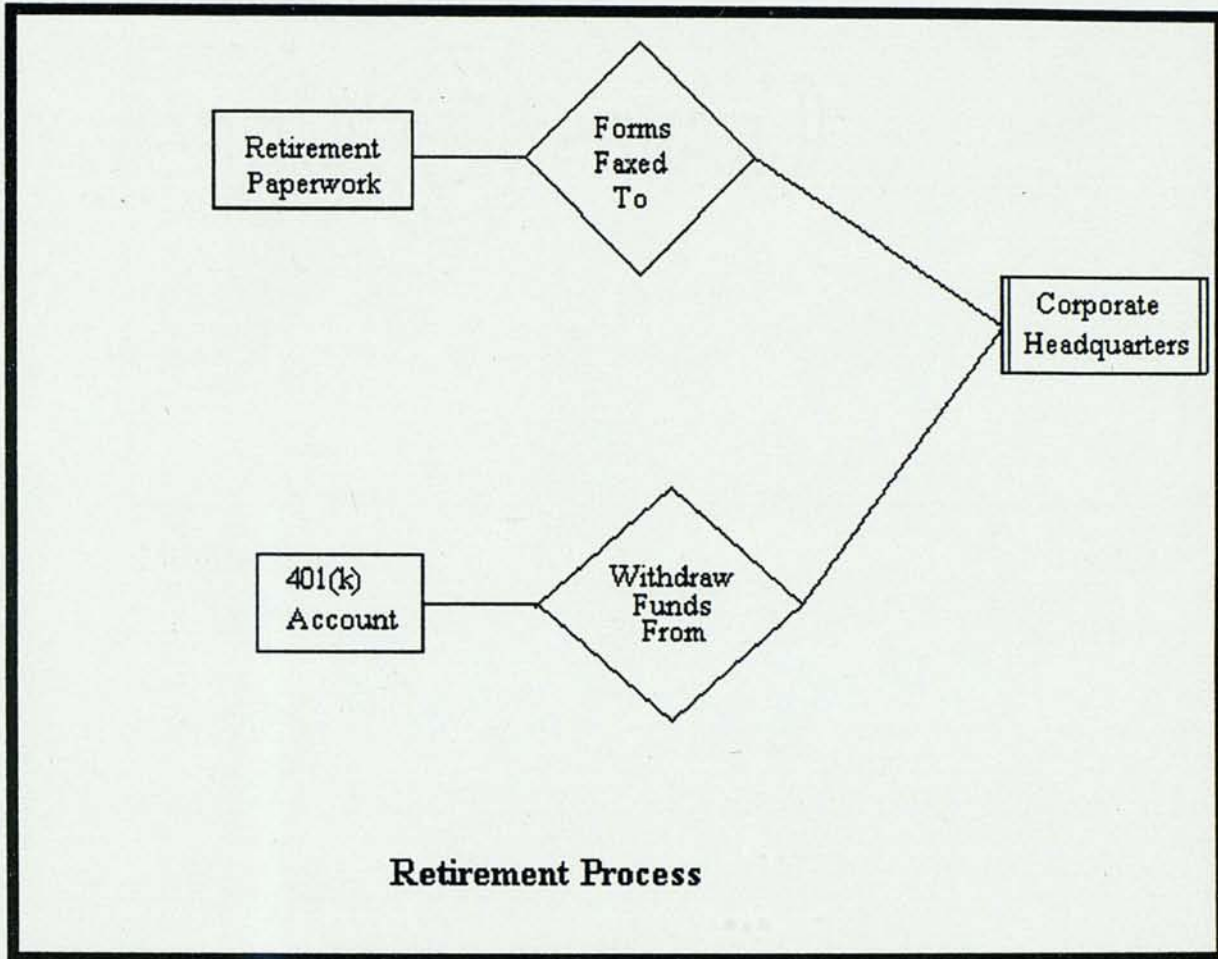 Retirement
Paperwork
Forms
Faxed
To
Corporate
Headquarters
401(k)
Account
Withdraw
Funds
From
Retirement Process